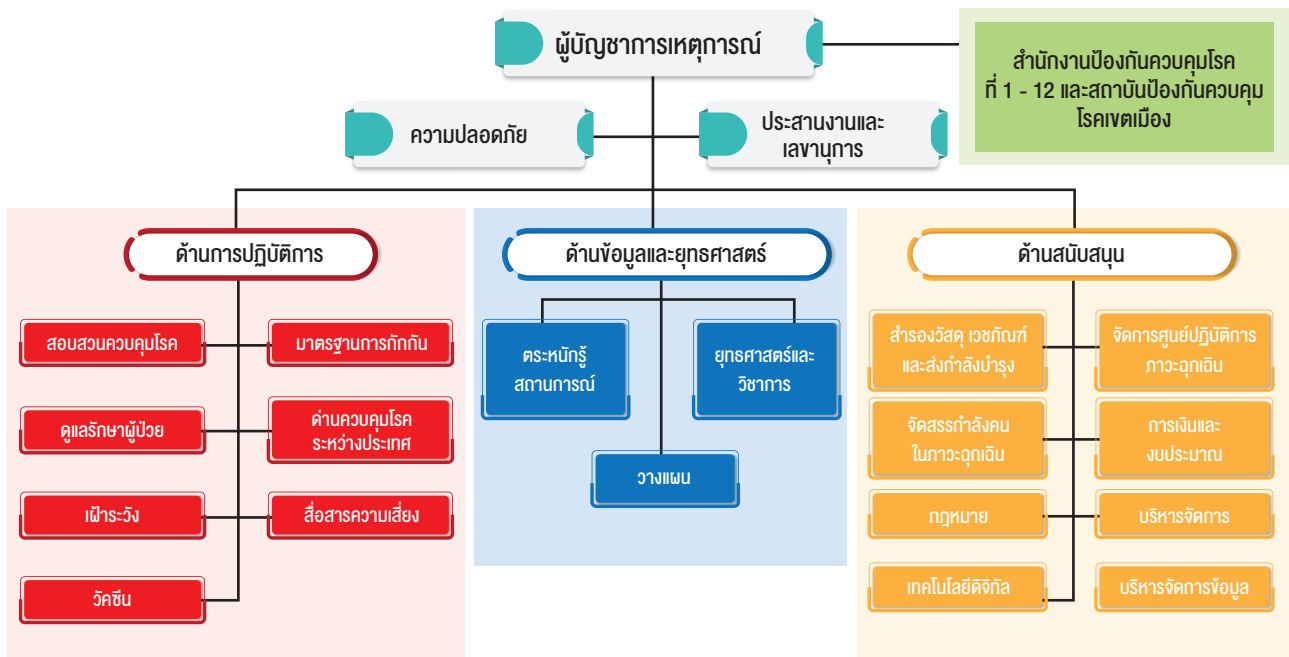 ผู้บัญชาการเหตุการณ์
สำนักงานป้องกันควบคุมโรค
ที่ 1 - 12 และสถาบันป้องกันควบคุม
โรคเขตเมือง
ความปลอดภัย
ประสานงานและ
เลขานุการ
ด้านการปฏิบัติการ
สอบสวนควบคุมโรค
มาตรฐานการกักกัน
ดูแลรักษาผู้ป่วย
ด่านควบคุมโรค
ระหว่างประเทศ
เฝ้าระวัง
สื่อสารความเสี่ยง
วัคซีน
ด้านข้อมูลและยุทธศาสตร์
ตระหนักรู้
สถานการณ์
ยุทธศาสตร์และ
วิชาการ
วางแผน
ด้านสนับสนุน
สำรองวัสดุ เวชภัณฑ์
และส่งกำลังบำรุง
จัดการศูนย์ปฏิบัติการ
ภาวะฉุกเฉิน
จัดสรรกำลังคน
ในภาวะฉุกเฉิน
การเงินและ
งบประมาณ
กฎหมาย
บริหารจัดการ
เทคโนโลยีดิจิทัล
บริหารจัดการข้อมูล